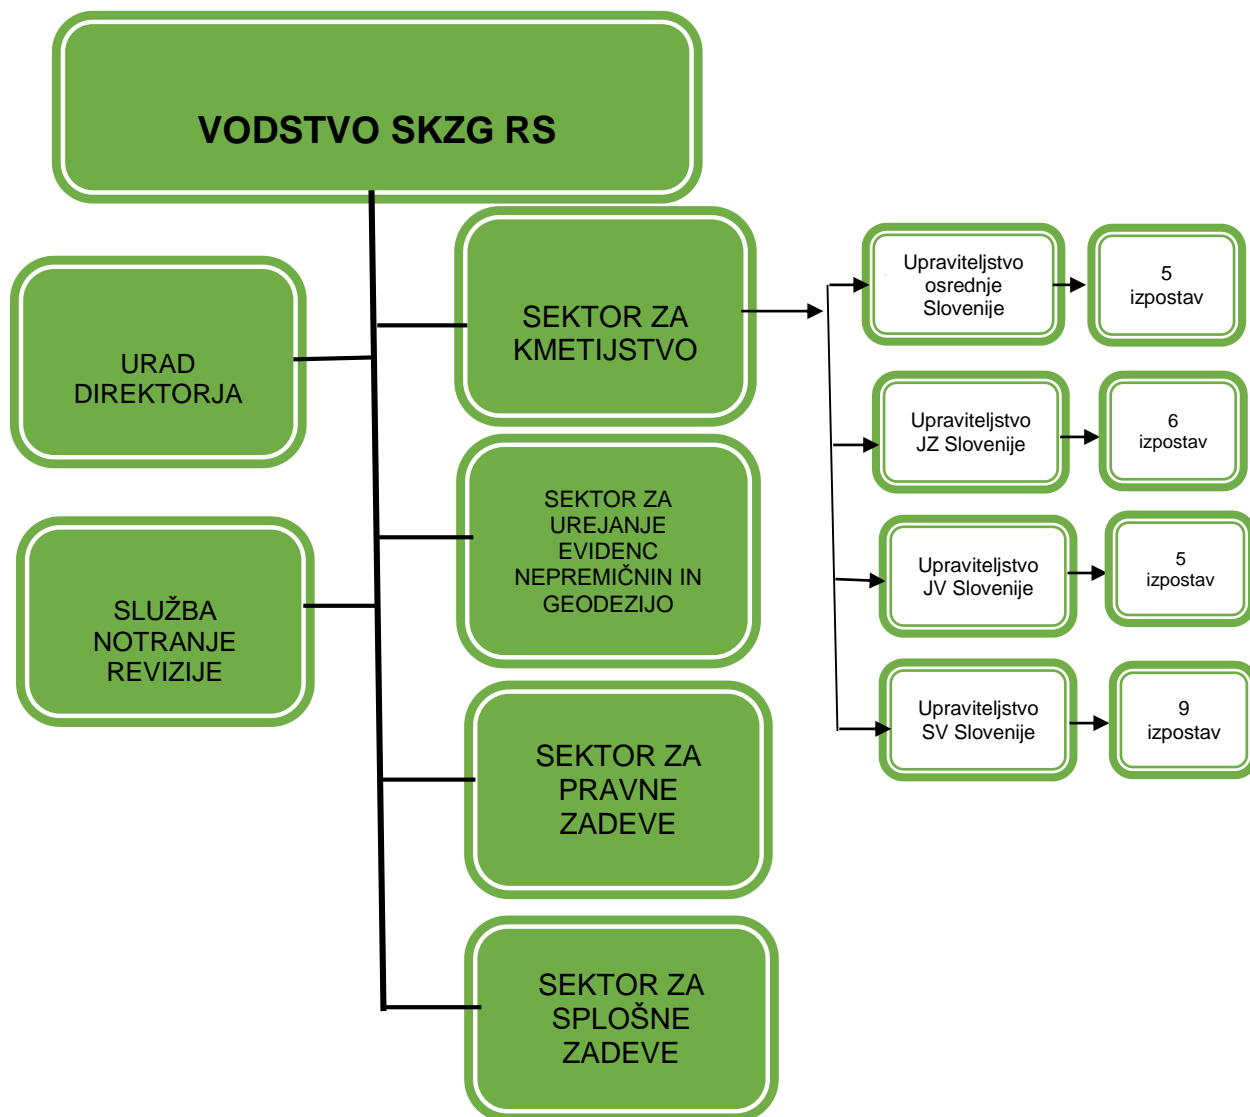 VODSTVO SKZG RS
URAD
DIREKTORJA
SLUŽBA
NOTRANJE
REVIZIJE
SEKTOR ZA
KMETIJSTVO
SEKTOR ZA
UREJANJE
EVIDENC
NEPREMIČNIN IN
GEODEZIJO
SEKTOR ZA
PRAVNE
ZADEVE
SEKTOR ZA
SPLOŠNE
ZADEVE
Upraviteljstvo
osrednje
Slovenije
5
izpostav
Upraviteljstvo
JZ Slovenije
6
izpostav
Upraviteljstvo
JV Slovenije
5
izpostav
Upraviteljstvo
SV Slovenije
9
izpostav